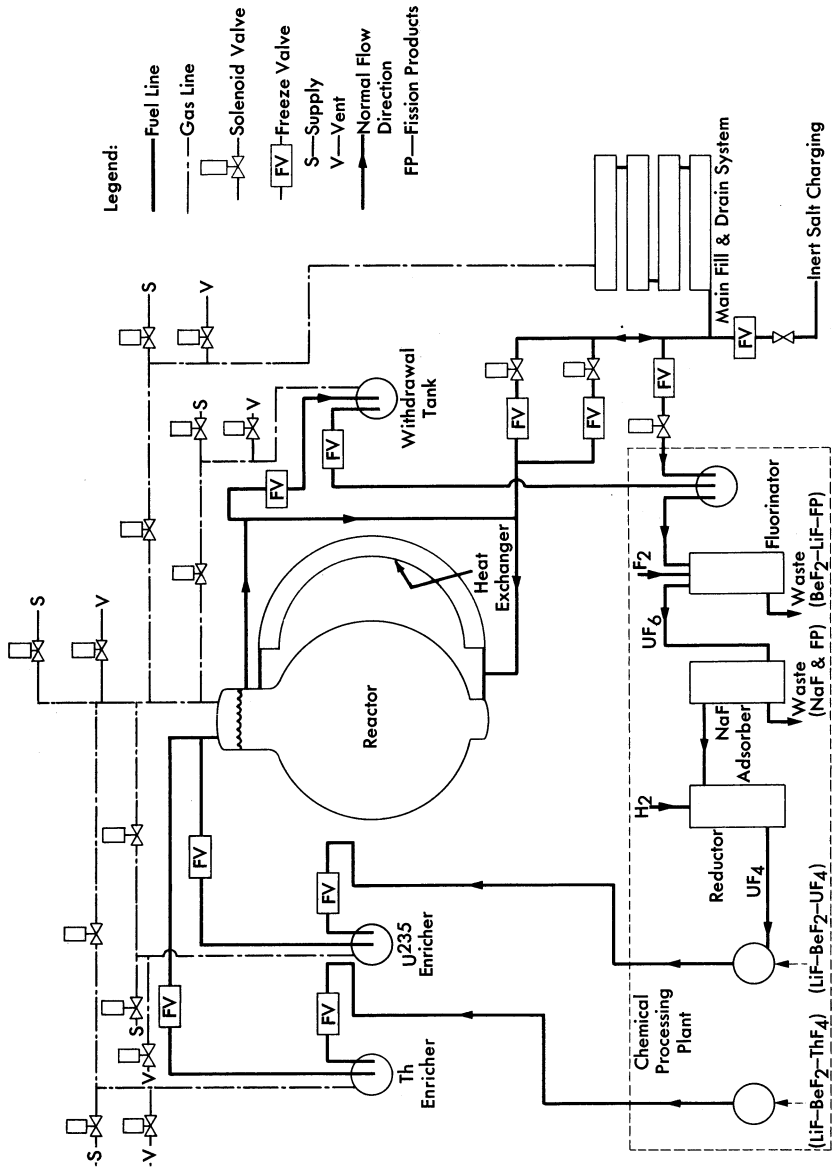 Legend:
Fuel Line
Gas Line
Solenoid Valve
FV
Freeze Valve
S—Supply
V—Vent
Normal Flow
Direction
FP—Fission Products
S
V
S
V
S
V
FV
FV
Withdrawal
Tank
Main Fill & Drain System
FV
Inert Salt Charging
FV
FV
FV
Heat
Exchanger
Reactor
FV
FV
FV
FV
S
V
S
V
U235
Enricher
Th
Enricher
Chemical
Processing
Plant
Fluorinator
F2
Waste
(BeF2—LiF—FP)
UF6
NaF
Adsorber
Waste
(NaF & FP)
H2
Reductor
UF4
(LiF—BeF2—UF4)
(LiF—BeF2—ThF4)